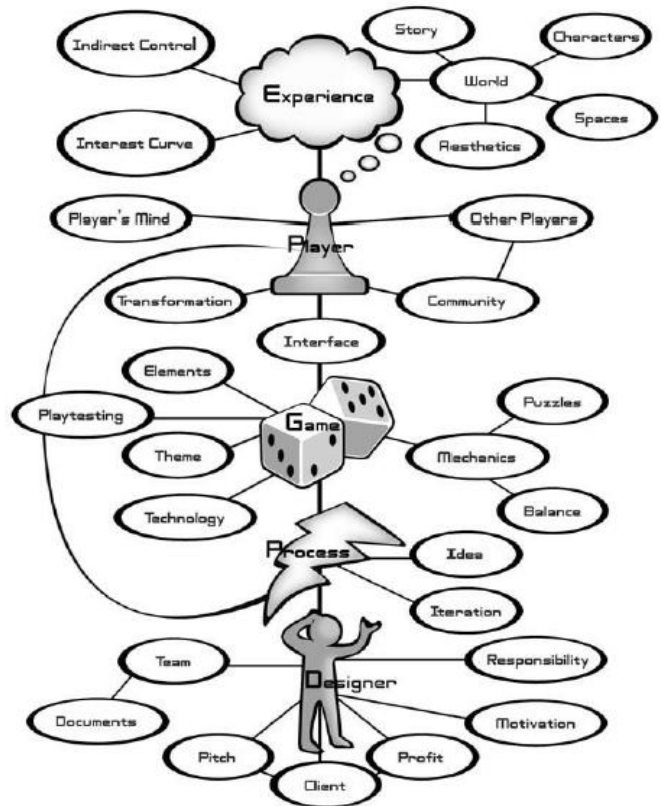 Story
Indirect Control
Characters
World
Experience
Spaces
Interest Curve
Aesthetics
Player's Mind
Other Players
Player
Transformation
Community
Interface
Elements
Puzzles
Playtesting
Game
Theme
Mechanics
Technology
Balance
Process
Idea
Iteration
Team
Responsibility
Designer
Documents
Motivation
Pitch
Profit
Client